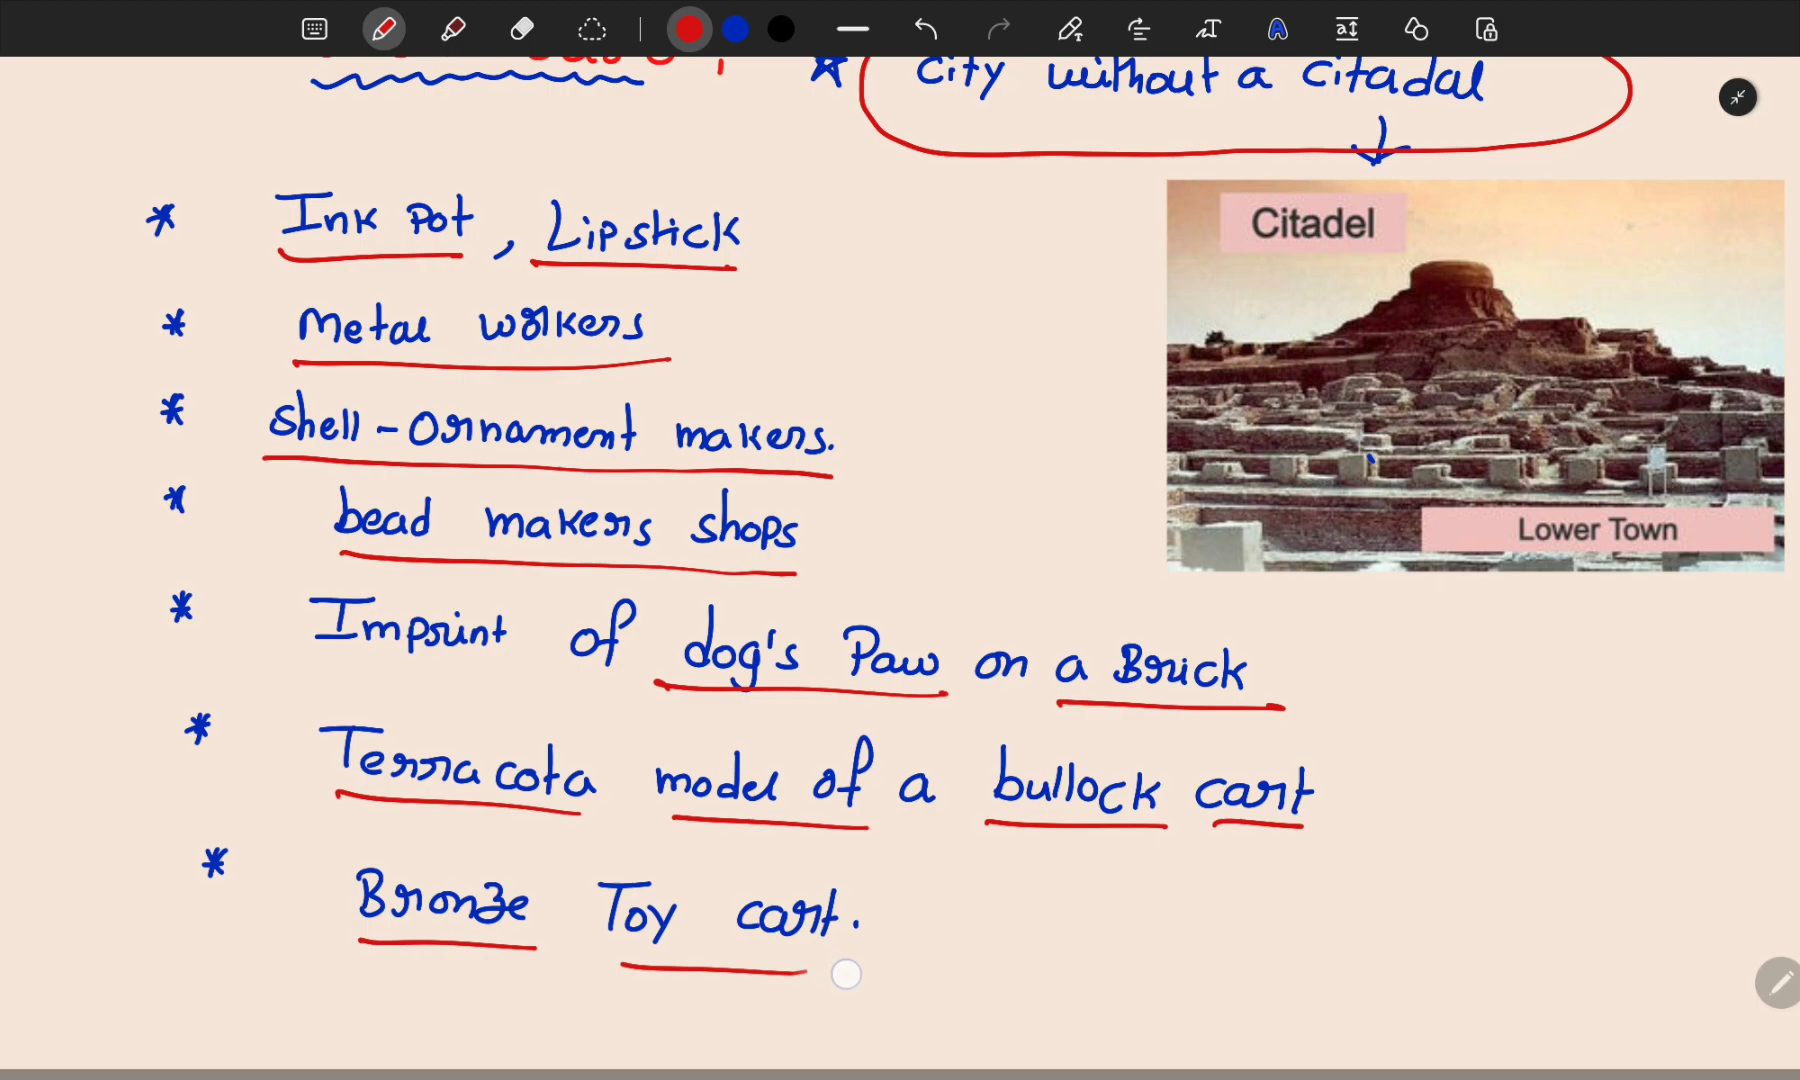 * City without a Citadal
* Ink Pot, Lipstick
Citadel
* Metal workers
* Shell-Ornament makers.
* bead makers shops
Lower Town
* Imprint of dog's Paw on a Brick
* Terracota model of a bullock cart
* Bronze Toy cart.